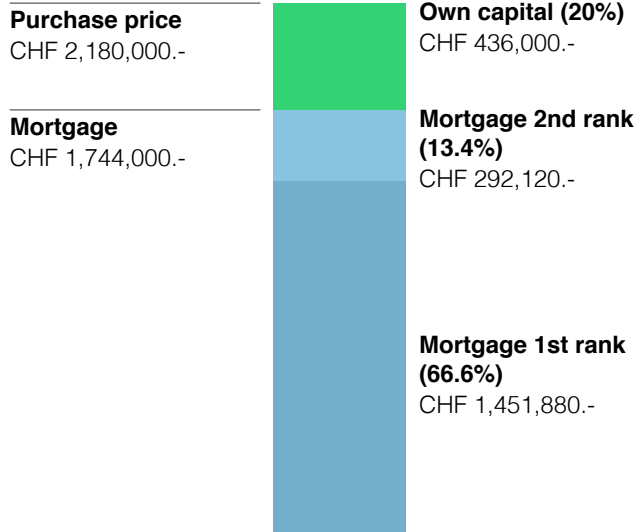 Purchase price
CHF 2,180,000.-
Own capital (20%)
CHF 436,000.-
Mortgage
CHF 1,744,000.-
Mortgage 2nd rank
(13.4%)
CHF 292,120.-
Mortgage 1st rank
(66.6%)
CHF 1,451,880.-